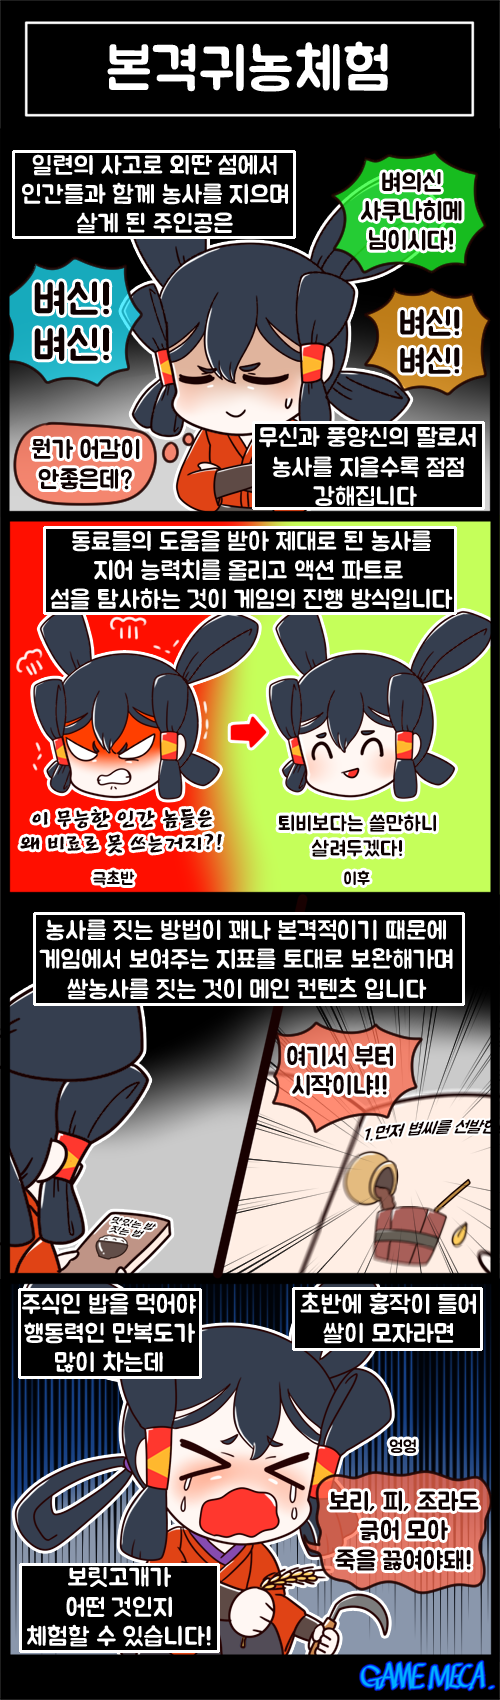 본격귀농체험
일련의 사고로 외딴 섬에서
인간들과 함께 농사를 지으며
살게 된 주인공은
벼의신
사쿠나히메
님이시다!
벼신!
벼신!
벼신!
벼신!
뭔가 어감이
안좋은데?
무신과 풍양신의 딸로서
농사를 지을수록 점점
강해집니다
동료들의 도움을 받아 제대로 된 농사를
지어 능력치를 올리고 액션 파트로
섬을 탐사하는 것이 게임의 진행 방식입니다
이 무능한 인간 놈들은
왜 비료로 못 쓰는거지?!
극초반
퇴비보다는 쓸만하니
살려두겠다!
이후
농사를 짓는 방법이 꽤나 본격적이기 때문에
게임에서 보여주는 지표를 토대로 보완해가며
쌀농사를 짓는 것이 메인 컨텐츠 입니다
맛있는 밥
짓는 법
여기서 부터
시작이냐!!
1.먼저 볍씨를 선발한
주식인 밥을 먹어야
행동력인 만복도가
많이 차는데
초반에 흉작이 들어
쌀이 모자라면
엉엉
보리, 피, 조라도
긁어 모아
죽을 끓여야돼!
보릿고개가
어떤 것인지
체험할 수 있습니다!
GAME MECA.